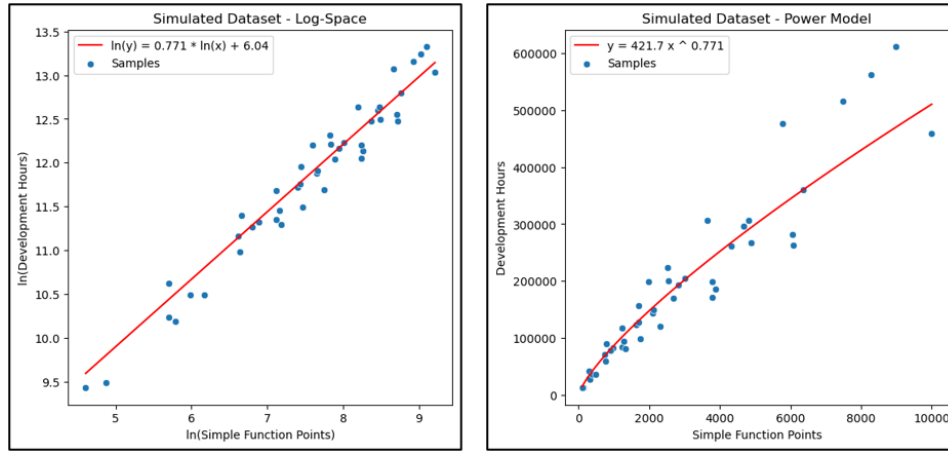 Simulated Dataset - Log-Space
13.5
13.0
12.5
12.0
11.5
11.0
10.5
10.0
9.5
ln(Development Hours)
ln(y) = 0.771 * ln(x) + 6.04
Samples
5
6
7
8
9
ln(Simple Function Points)
Simulated Dataset - Power Model
600000
500000
400000
300000
200000
100000
0
Development Hours
y = 421.7 x ^ 0.771
Samples
0
2000
4000
6000
8000
10000
Simple Function Points